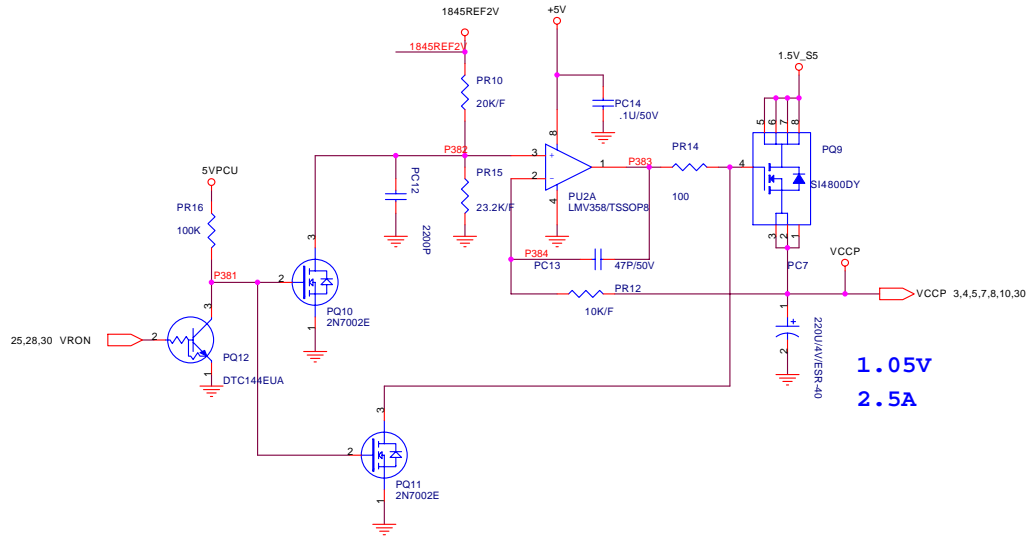 1845REF2V
+5V
1845REF2V
1.5V_S5
PR10
20K/F
PC14
.1U/50V
5
6
7
8
8
PQ9
P382
3
+
1
P383
PR14
4
SI4800DY
2
−
100
5VPCU
PC12
PR15
23.2K/F
4
PU2A
LMV358/TSSOP8
3
2
1
PR16
100K
2200P
3
P384
PC13
47P/50V
PC7
VCCP
P381
2
PQ10
2N7002E
PR12
10K/F
VCCP 3,4,5,7,8,10,30
3
1
1
25,28,30 VRON
2
PQ12
+
220U/4V/ESR-40
1
DTC144EUA
2
1.05V
2.5A
3
2
PQ11
2N7002E
1